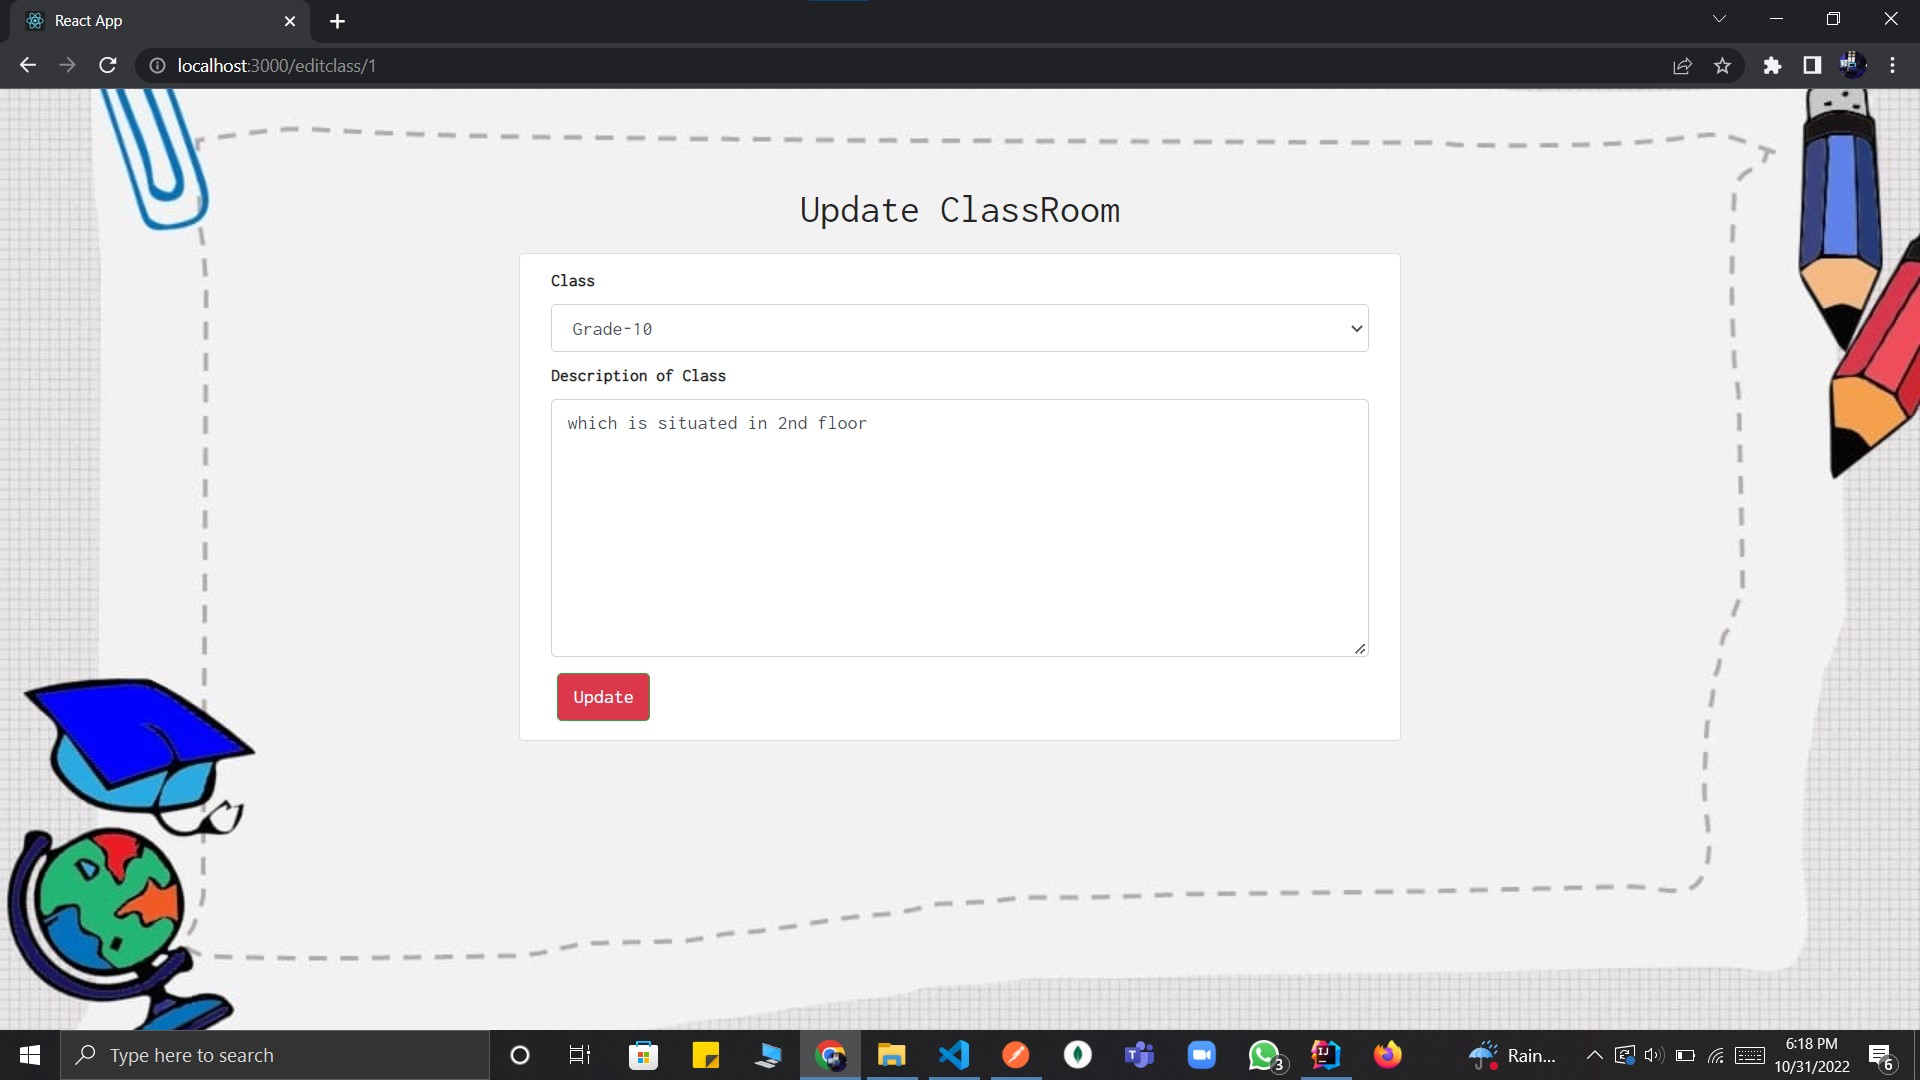 React App
localhost:3000/editclass/1
Update ClassRoom
Class
Grade-10
Description of Class
which is situated in 2nd floor
Update
Type here to search
3
Rain...
6:18 PM
10/31/2022
6